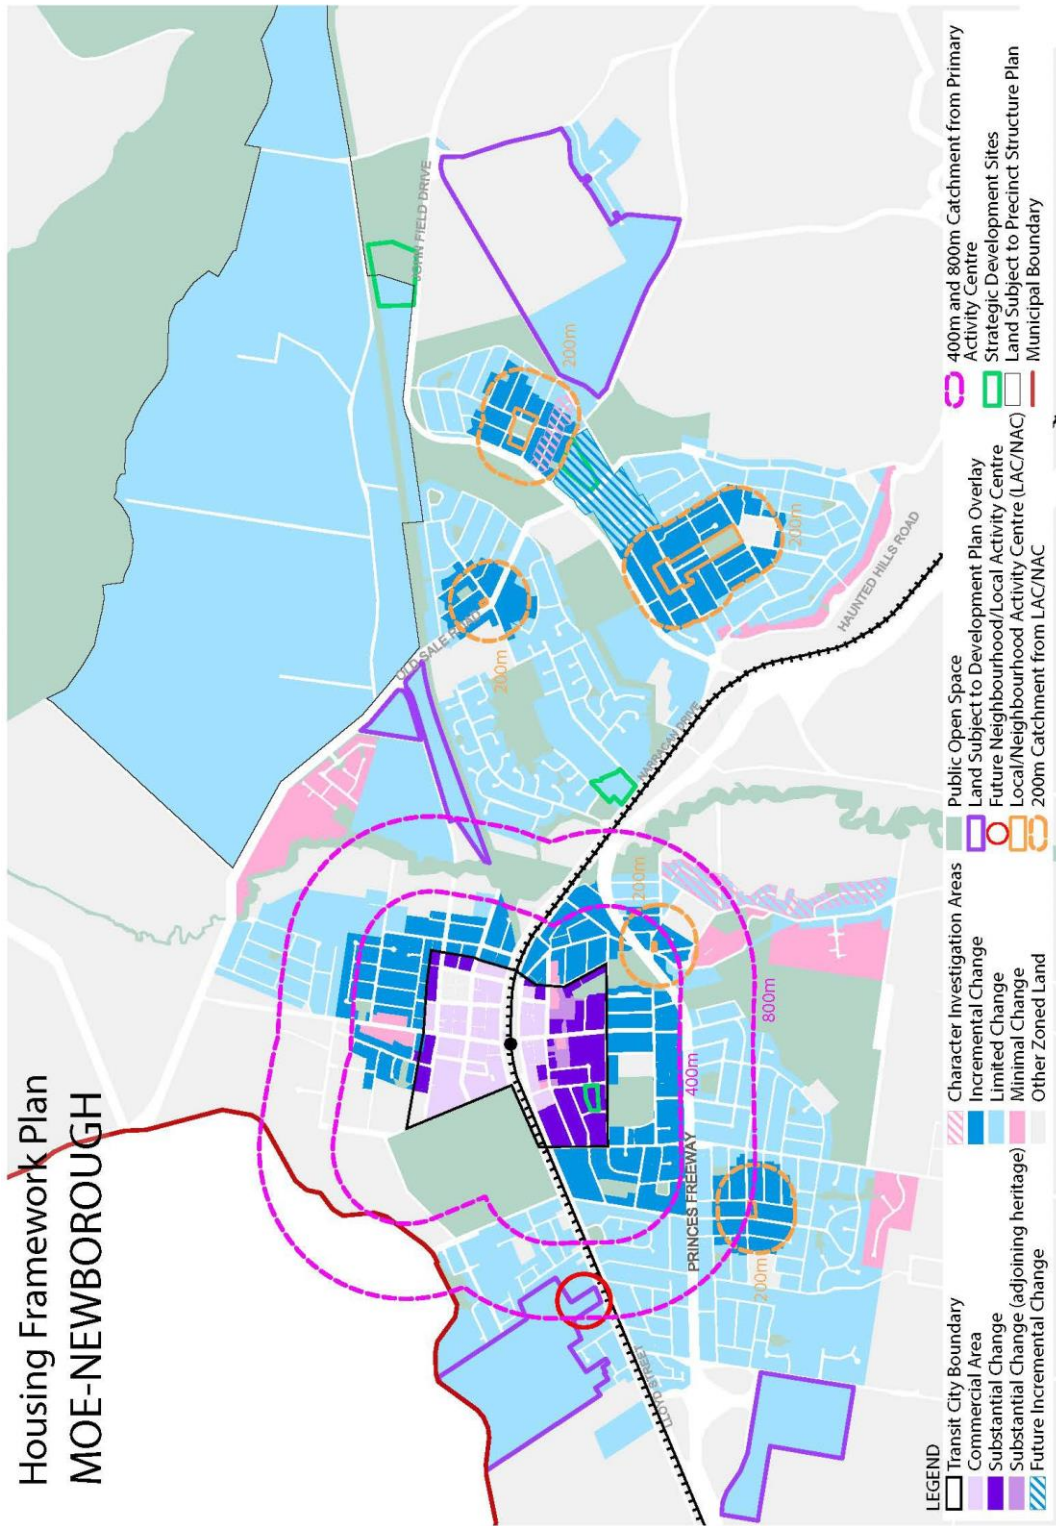 Housing Framework Plan
MOE-NEWBOROUGH
JOHN FIELD DRIVE
OLD SALE ROAD
200m
200m
200m
HAUNTED HILLS ROAD
NARRACAN DRIVE
200m
800m
400m
PRINCES FREEWAY
200m
LLOYD STREET
LEGEND
Transit City Boundary
Commercial Area
Substantial Change
Substantial Change (adjoining heritage)
Future Incremental Change
Character Investigation Areas
Incremental Change
Limited Change
Minimal Change
Other Zoned Land
Public Open Space
Land Subject to Development Plan Overlay
Future Neighbourhood/Local Activity Centre
Local/Neighbourhood Activity Centre (LAC/NAC)
200m Catchment from LAC/NAC
400m and 800m Catchment from Primary
Activity Centre
Strategic Development Sites
Land Subject to Precinct Structure Plan
Municipal Boundary